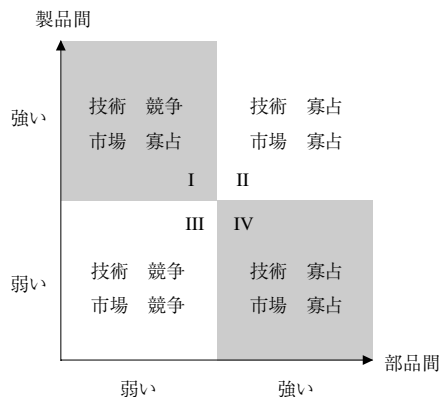 製品間
強い
技術 競争
市場 寡占
I
技術 寡占
市場 寡占
II
弱い
III
技術 競争
市場 競争
IV
技術 寡占
市場 寡占
部品間
弱い
強い